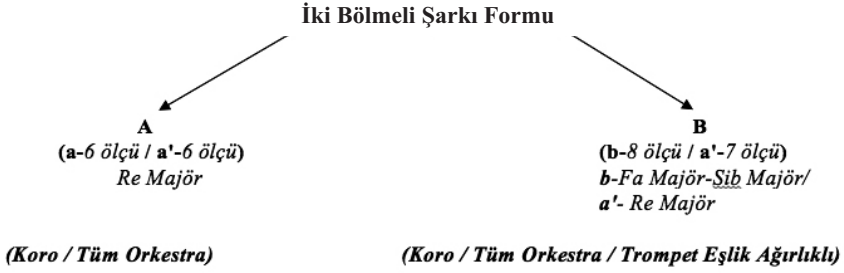 İki Bölmeli Şarkı Formu
A
(a-6 ölçü / a'-6 ölçü)
Re Majör
(Koro / Tüm Orkestra)
B
(b-8 ölçü / a'-7 ölçü)
b-Fa Majör-Sib Majör/
a'- Re Majör
(Koro / Tüm Orkestra / Trompet Eşlik Ağırlıklı)